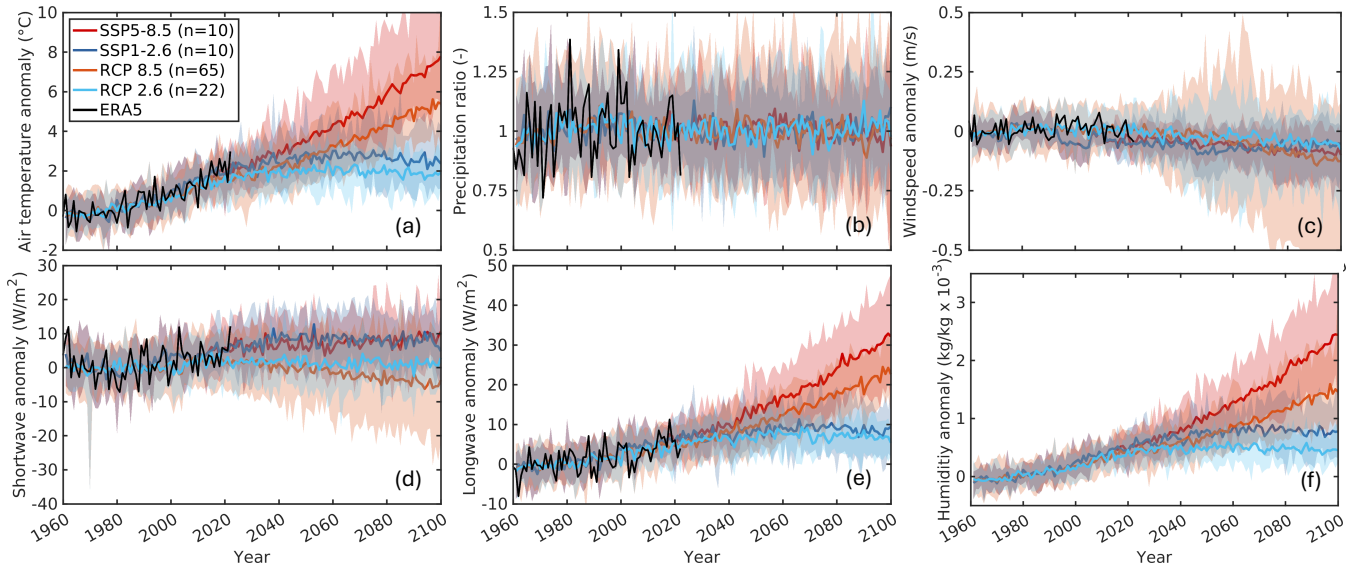 Air temperature anomaly (°C)
10
8
6
4
2
0
-2
SSP5-8.5 (n=10)
SSP1-2.6 (n=10)
RCP 8.5 (n=65)
RCP 2.6 (n=22)
ERA5
(a)
Precipitation ratio (-)
1.5
1.25
1
0.75
0.5
(b)
Windspeed anomaly (m/s)
0.5
0.25
0
-0.25
-0.5
(c)
Shortwave anomaly (W/m²)
30
20
10
0
-10
-20
-30
-40
(d)
1960 1980 2000 2020 2040 2060 2080 2100
Year
Longwave anomaly (W/m²)
50
40
30
20
10
0
-10
(e)
1960 1980 2000 2020 2040 2060 2080 2100
Year
Humiditiy anomaly (kg/kg x 10⁻³)
3
2
1
0
(f)
1960 1980 2000 2020 2040 2060 2080 2100
Year